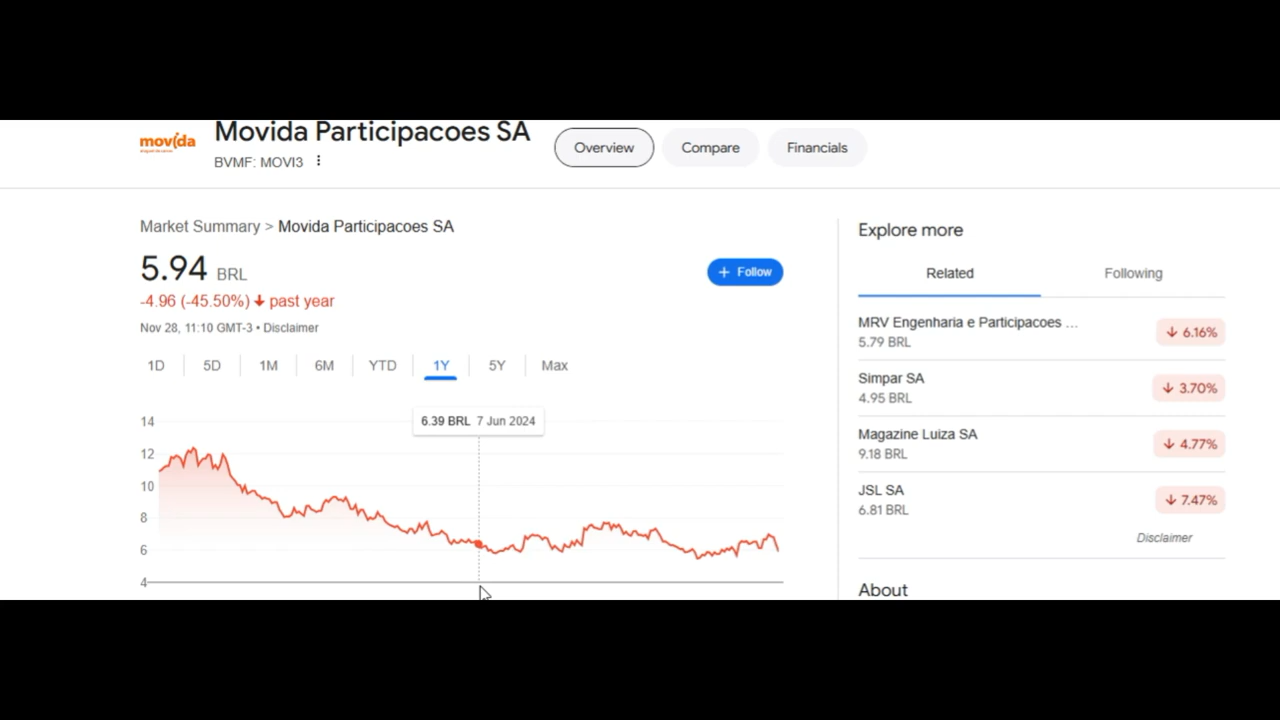 Movida Participacoes SA
movida
BVMF: MOVI3
Overview
Compare
Financials
Market Summary > Movida Participacoes SA
5.94 BRL
+ Follow
-4.96 (-45.50%) ↓ past year
Nov 28, 11:10 GMT-3 • Disclaimer
1D
5D
1M
6M
YTD
1Y
5Y
Max
6.39 BRL 7 Jun 2024
14
12
10
8
6
4
Explore more
Related
Following
MRV Engenharia e Participacoes ...
5.79 BRL
↓ 6.16%
Simpar SA
4.95 BRL
↓ 3.70%
Magazine Luiza SA
9.18 BRL
↓ 4.77%
JSL SA
6.81 BRL
↓ 7.47%
Disclaimer
About